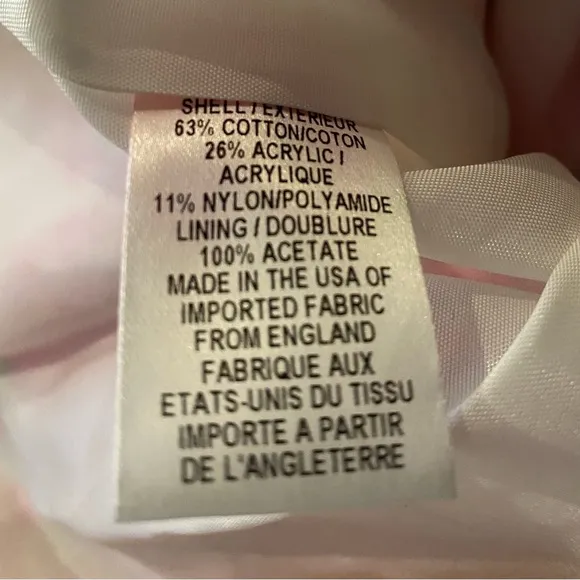 SHELL / EXTERIEUR
63% COTTON/COTON
26% ACRYLIC /
ACRYLIQUE
11% NYLON/POLYAMIDE
LINING / DOUBLURE
100% ACETATE
MADE IN THE USA OF
IMPORTED FABRIC
FROM ENGLAND
FABRIQUE AUX
ETATS-UNIS DU TISSU
IMPORTE A PARTIR
DE L'ANGLETERRE